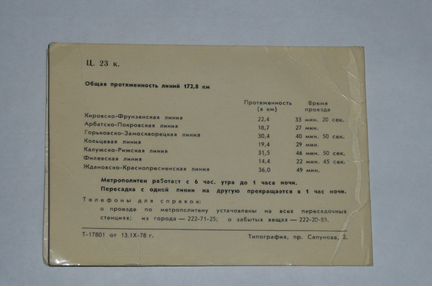 Ц. 23 к.
Общая протяженность линий 172,8 км
Протяженность (в км) Время проезда
Кировско-Фрунзенская линия 22,4 33 мин. 20 сек.
Арбатско-Покровская линия 18,7 27 мин.
Горьковско-Замоскворецкая линия 30,4 40 мин. 50 сек.
Кольцевая линия 19,4 29 мин.
Калужско-Рижская линия 31,5 46 мин. 50 сек.
Филевская линия 14,4 22 мин. 45 сек.
Ждановско-Краснопресненская линия 36,0 49 мин.
Метрополитен работает с 6 час. утра до 1 часа ночи.
Пересадка с одной линии на другую прекращается в 1 час ночи.
Телефоны для справок:
о проезде по метрополитену установлены на всех пересадочных
станциях; из города — 222-71-25; о забытых вещах —
Т-17801 от 13.IX-78 г. Типография, пр. Сапунова, 2.